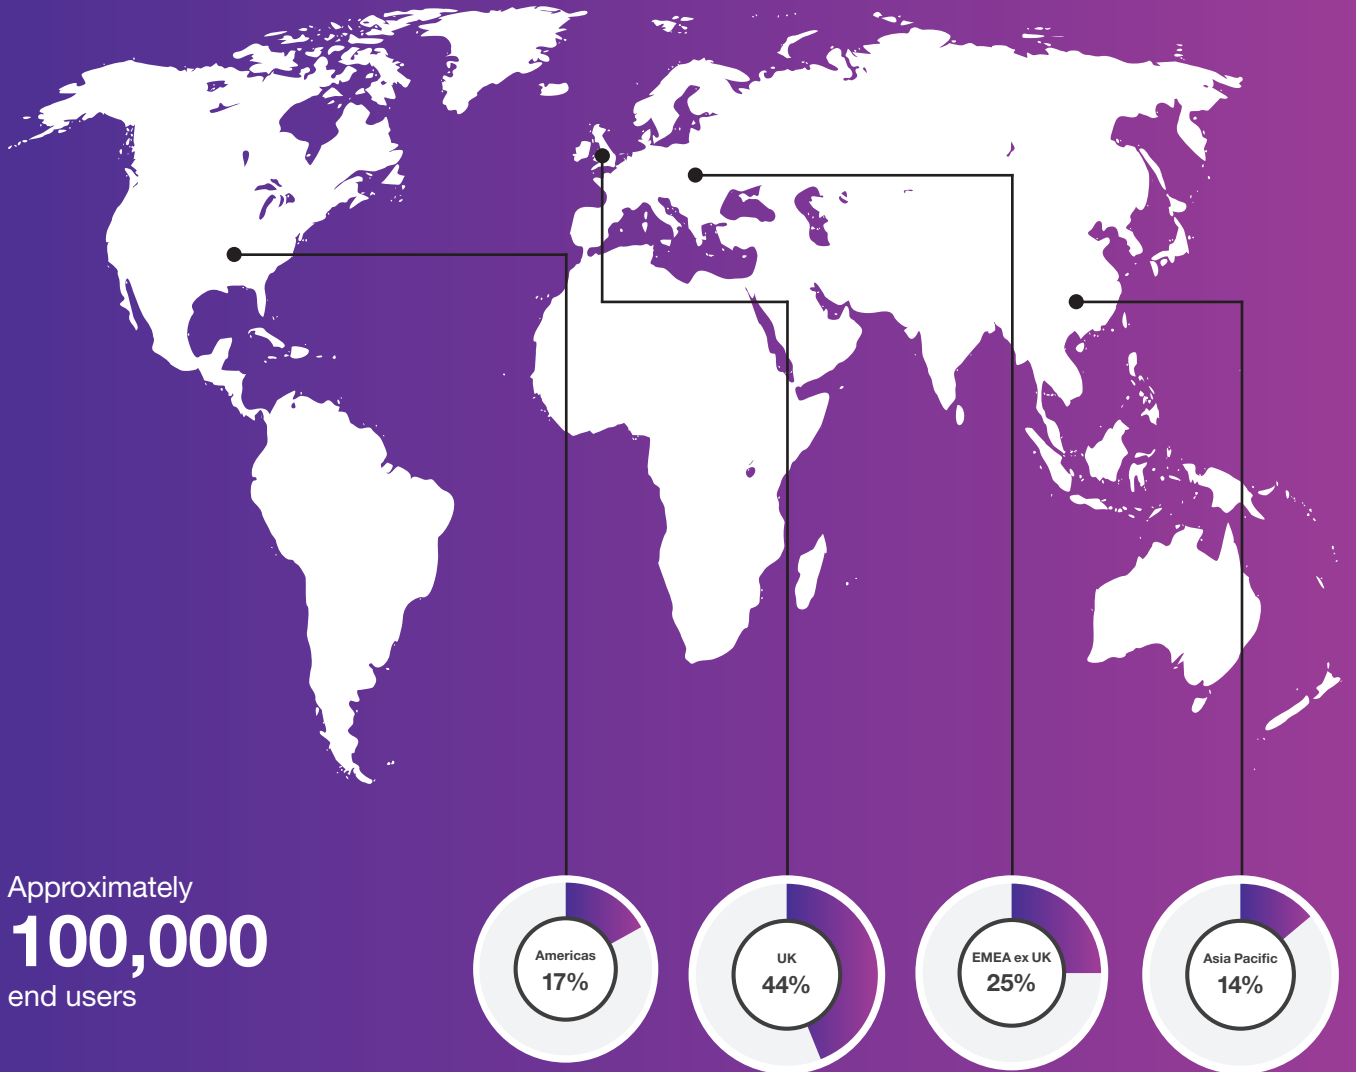 Approximately
100,000
end users
Americas
17%
UK
44%
EMEA ex UK
25%
Asia Pacific
14%